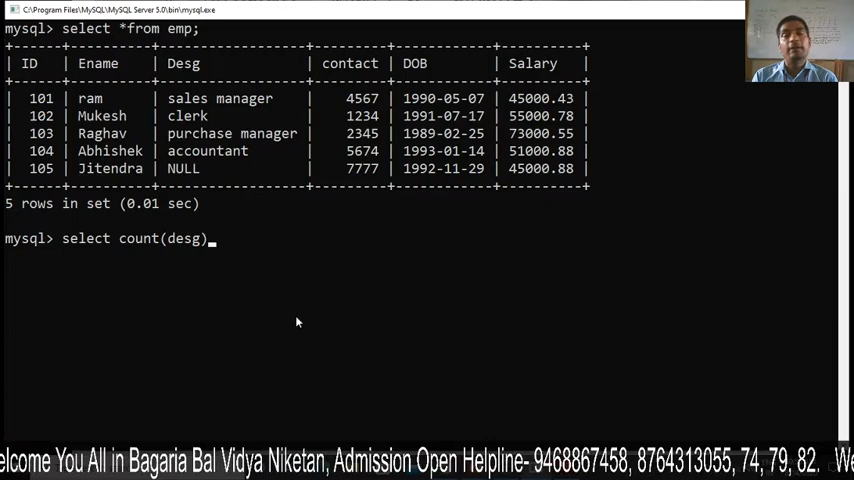 C:\Program Files\MySQL\MySQL Server 5.0\bin\mysql.exe
mysql> select *from emp;
+------+----------+------------------+---------+------------+----------+
| ID   | Ename    | Desg             | contact | DOB        | Salary   |
+------+----------+------------------+---------+------------+----------+
|  101 | ram      | sales manager    |    4567 | 1990-05-07 | 45000.43 |
|  102 | Mukesh   | clerk            |    1234 | 1991-07-17 | 55000.78 |
|  103 | Raghav   | purchase manager |    2345 | 1989-02-25 | 73000.55 |
|  104 | Abhishek | accountant       |    5674 | 1993-01-14 | 51000.88 |
|  105 | Jitendra | NULL             |    7777 | 1992-11-29 | 45000.88 |
+------+----------+------------------+---------+------------+----------+
5 rows in set (0.01 sec)
mysql> select count(desg)_
elcome You All in Bagaria Bal Vidya Niketan, Admission Open Helpline- 9468867458, 8764313055, 74, 79, 82. We